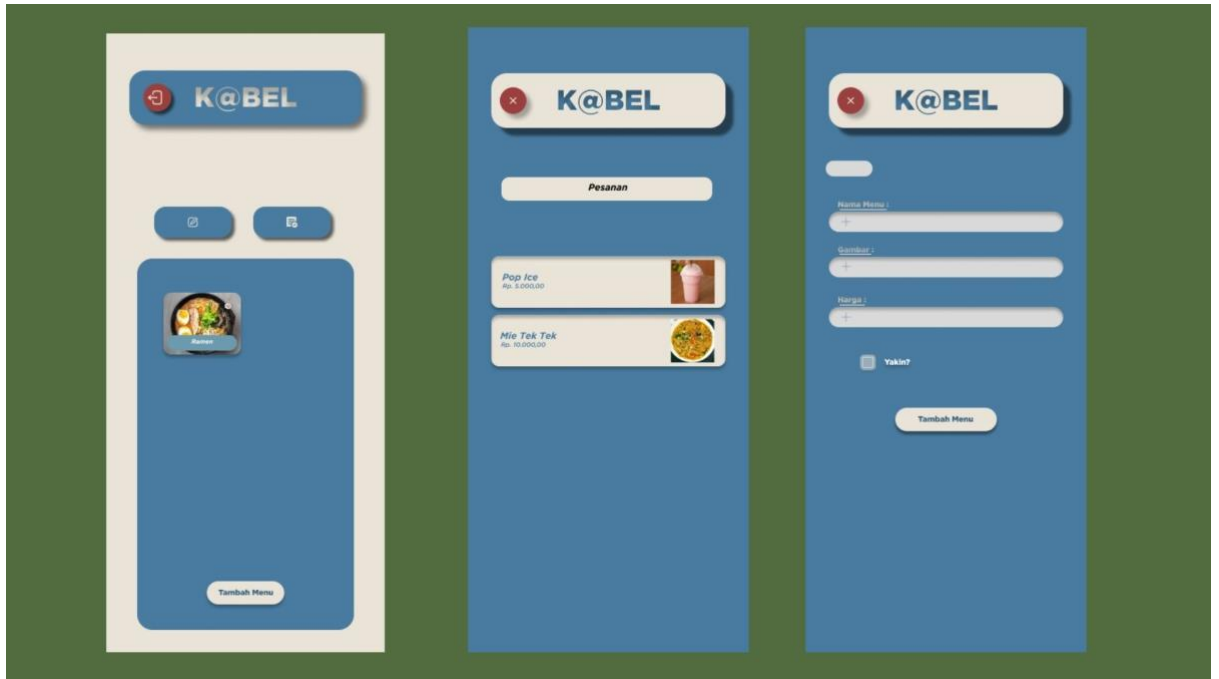 K@BEL
Ramen
Tambah Menu
K@BEL
Pesanan
Pop Ice
Rp. 5.000,00
Mie Tek Tek
Rp. 10.000,00
K@BEL
Nama Menu :
Gambar :
Harga :
Yakin?
Tambah Menu